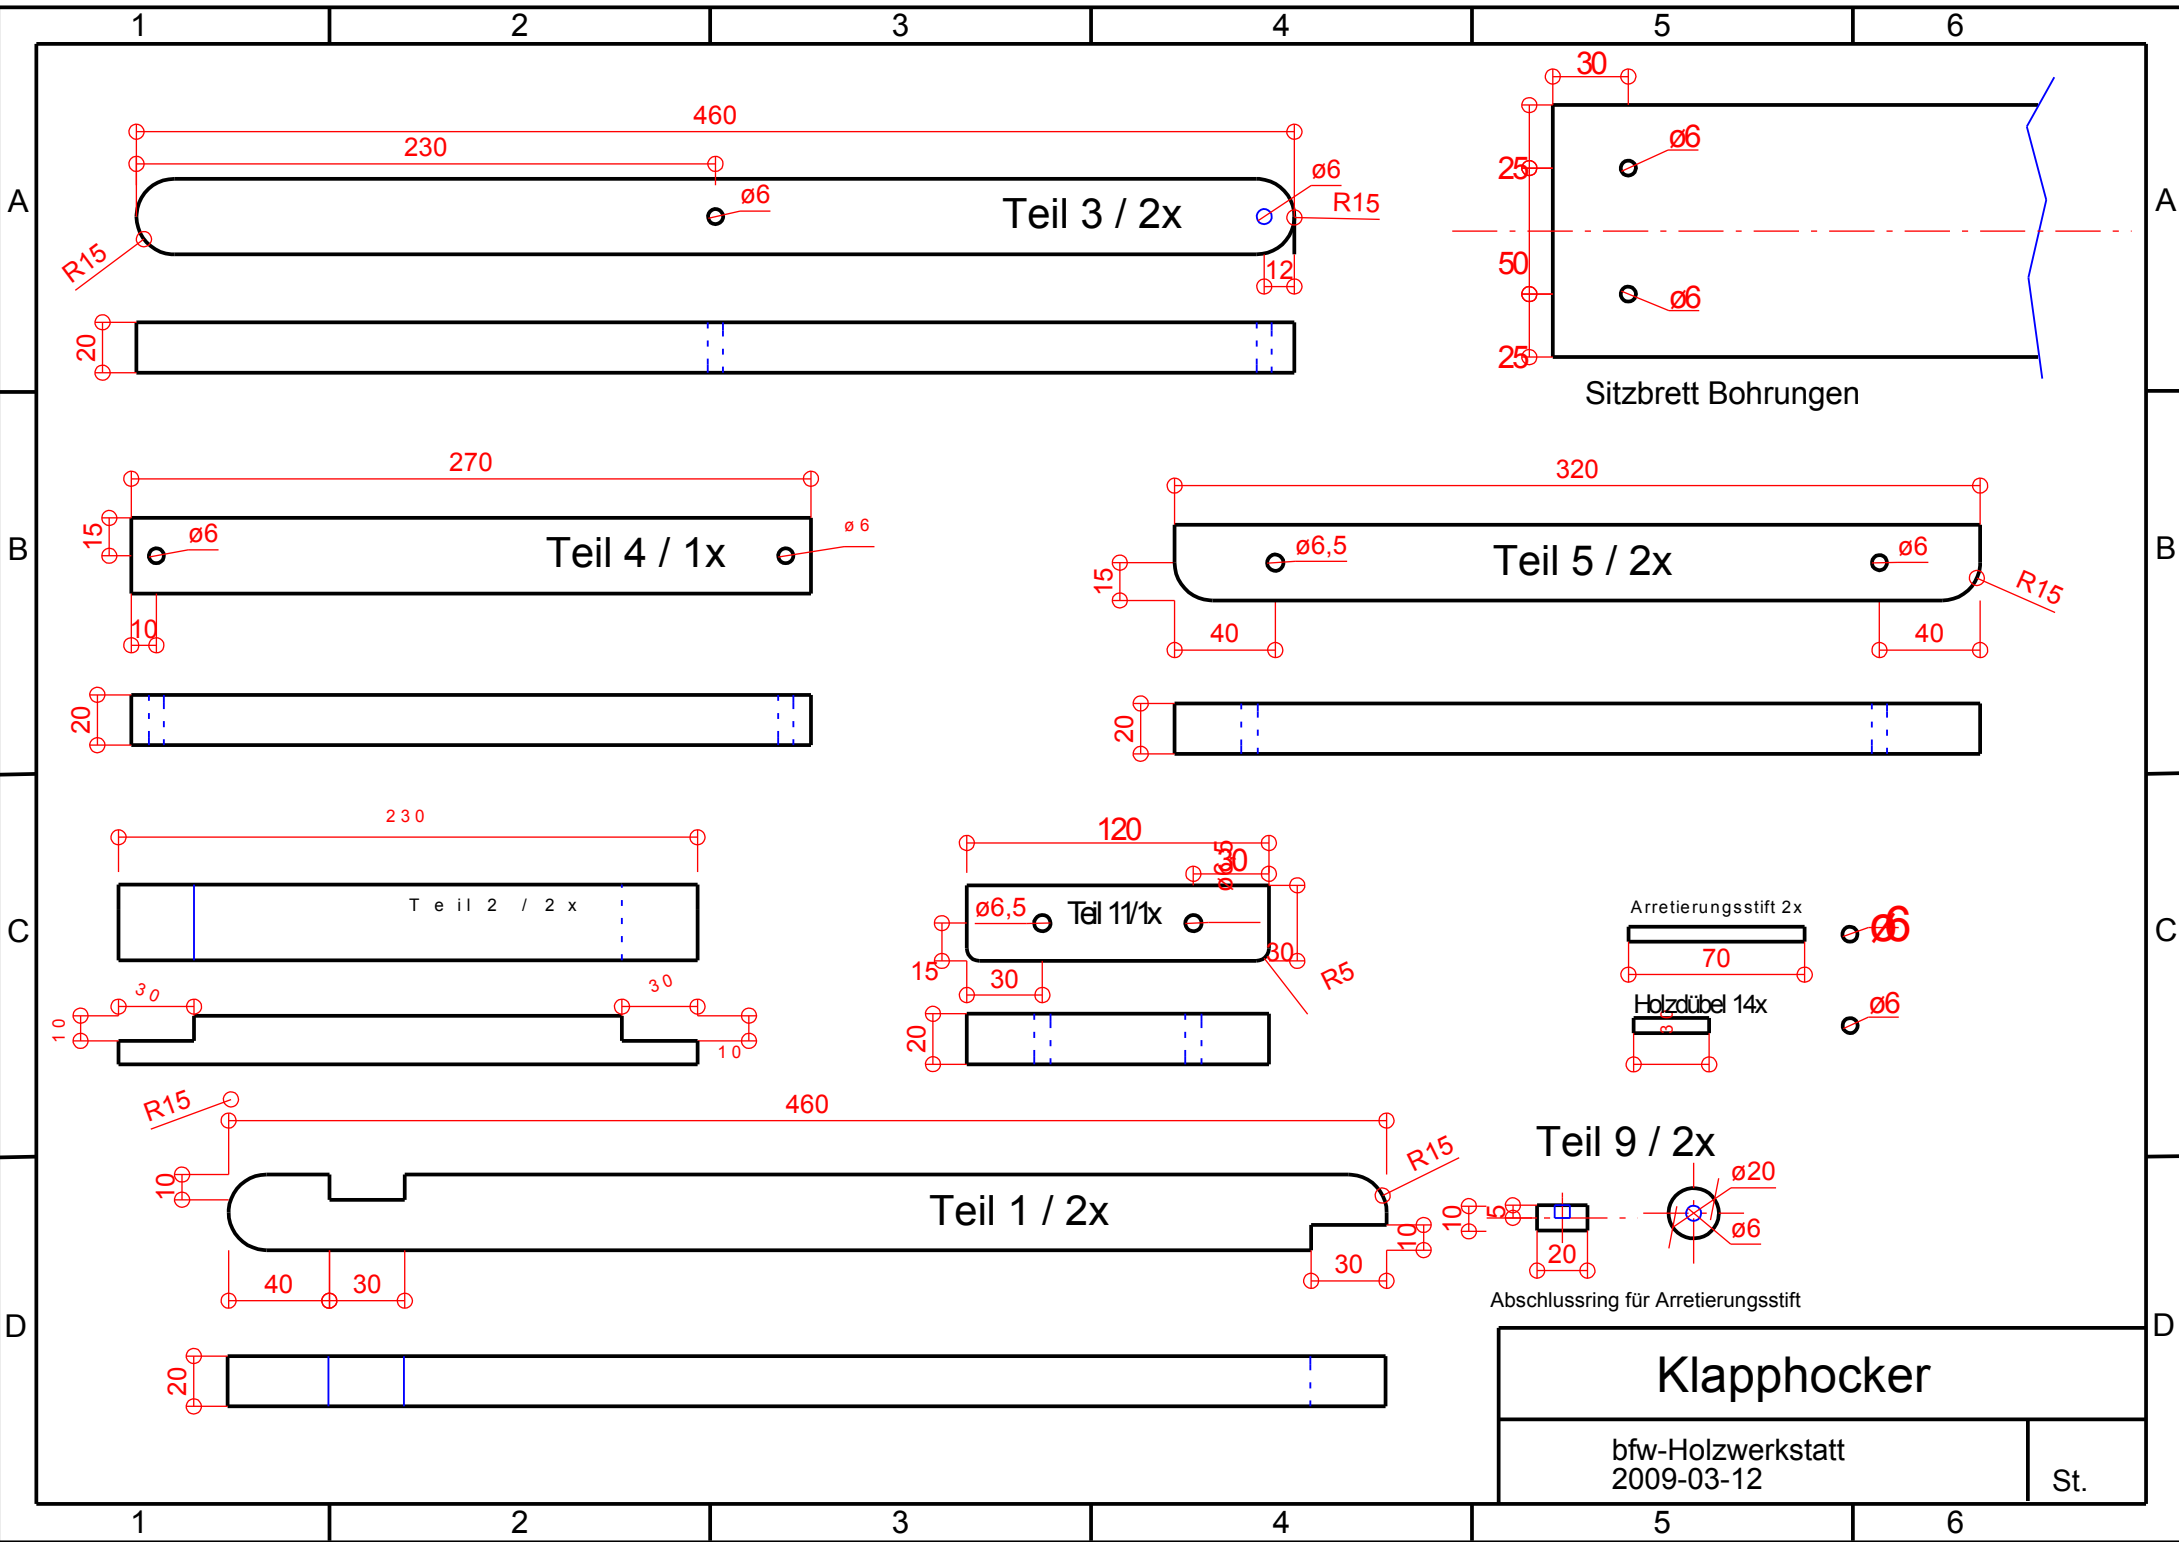 1 2 3 4 5 6
A
460
230
ø6
Teil 3 / 2x
ø6
R15
R15
12
20
30
ø6
25
50
ø6
25
Sitzbrett Bohrungen
A
B
270
15
ø6
Teil 4 / 1x
ø 6
10
20
320
ø6,5
Teil 5 / 2x
ø6
15
R15
40
40
20
B
C
230
Teil 2 / 2x
30
30
10
10
120
30
ø6,5
ø6,5
Teil 11/1x
15
30
30
R5
20
Arretierungsstift 2x
ø6
70
Holzdübel 14x
ø6
C
R15
460
R15
10
Teil 1 / 2x
10
40
30
30
20
Teil 9 / 2x
ø20
10
5
ø6
20
Abschlussring für Arretierungsstift
D
D
Klapphocker
bfw-Holzwerkstatt
2009-03-12
St.
1 2 3 4 5 6